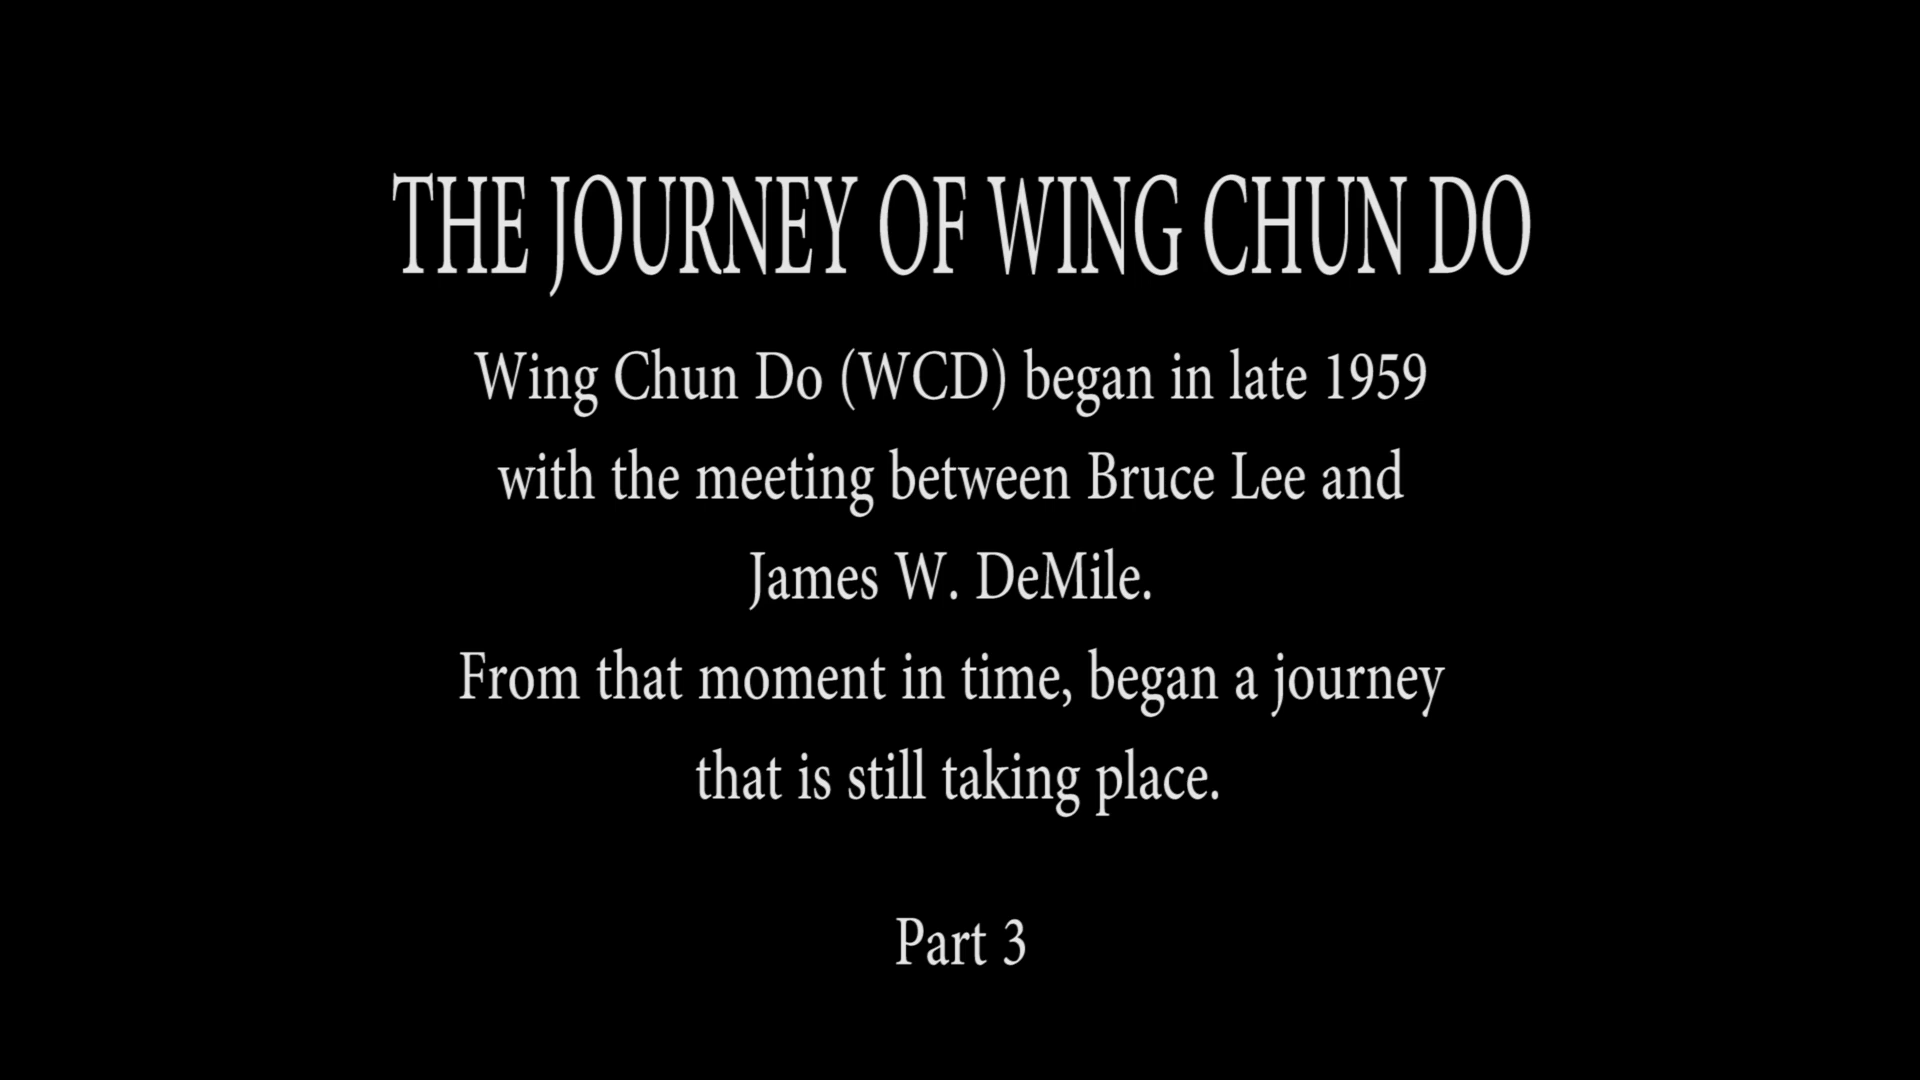 THE JOURNEY OF WING CHUN DO
Wing Chun Do (WCD) began in late 1959
with the meeting between Bruce Lee and
James W. DeMile.
From that moment in time, began a journey
that is still taking place.
Part 3